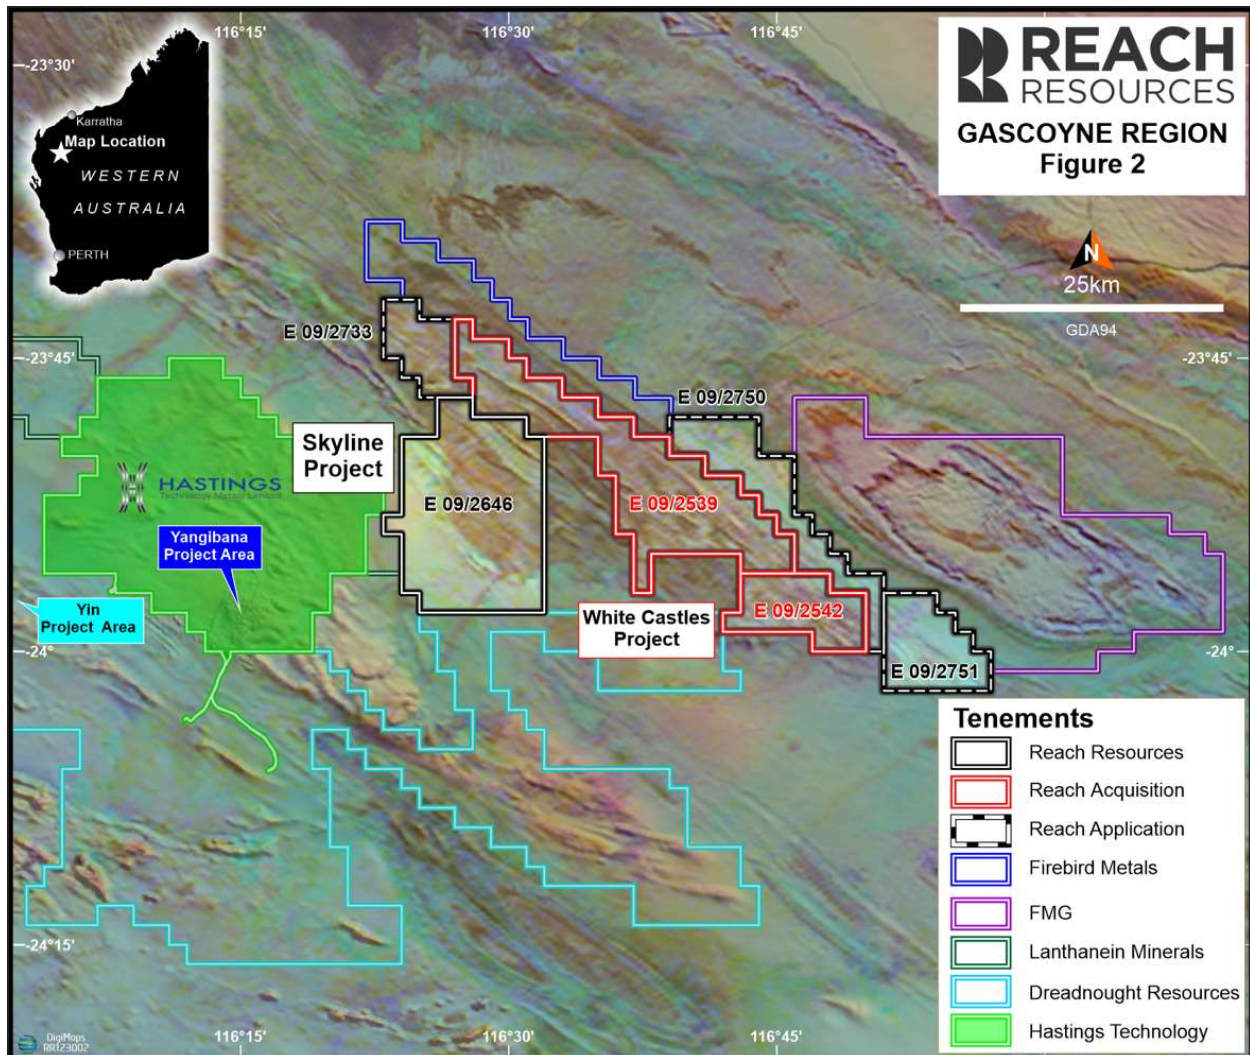 116°15'
116°30'
116°45'
-23°30'
Karratha
Map Location
WESTERN
AUSTRALIA
PERTH
REACH
RESOURCES
GASCOYNE REGION
Figure 2
N
25km
GDA94
E 09/2733
-23°45'
-23°45'
E 09/2750
Skyline
Project
HASTINGS
Technology Metals Limited
E 09/2646
E 09/2539
Yangibana
Project Area
Yin
Project Area
White Castles
Project
E 09/2542
-24°
-24°
E 09/2751
Tenements
Reach Resources
Reach Acquisition
Reach Application
Firebird Metals
FMG
Lanthanein Minerals
Dreadnought Resources
Hastings Technology
-24°15'
116°15'
116°30'
116°45'
DigiMaps
RR123002